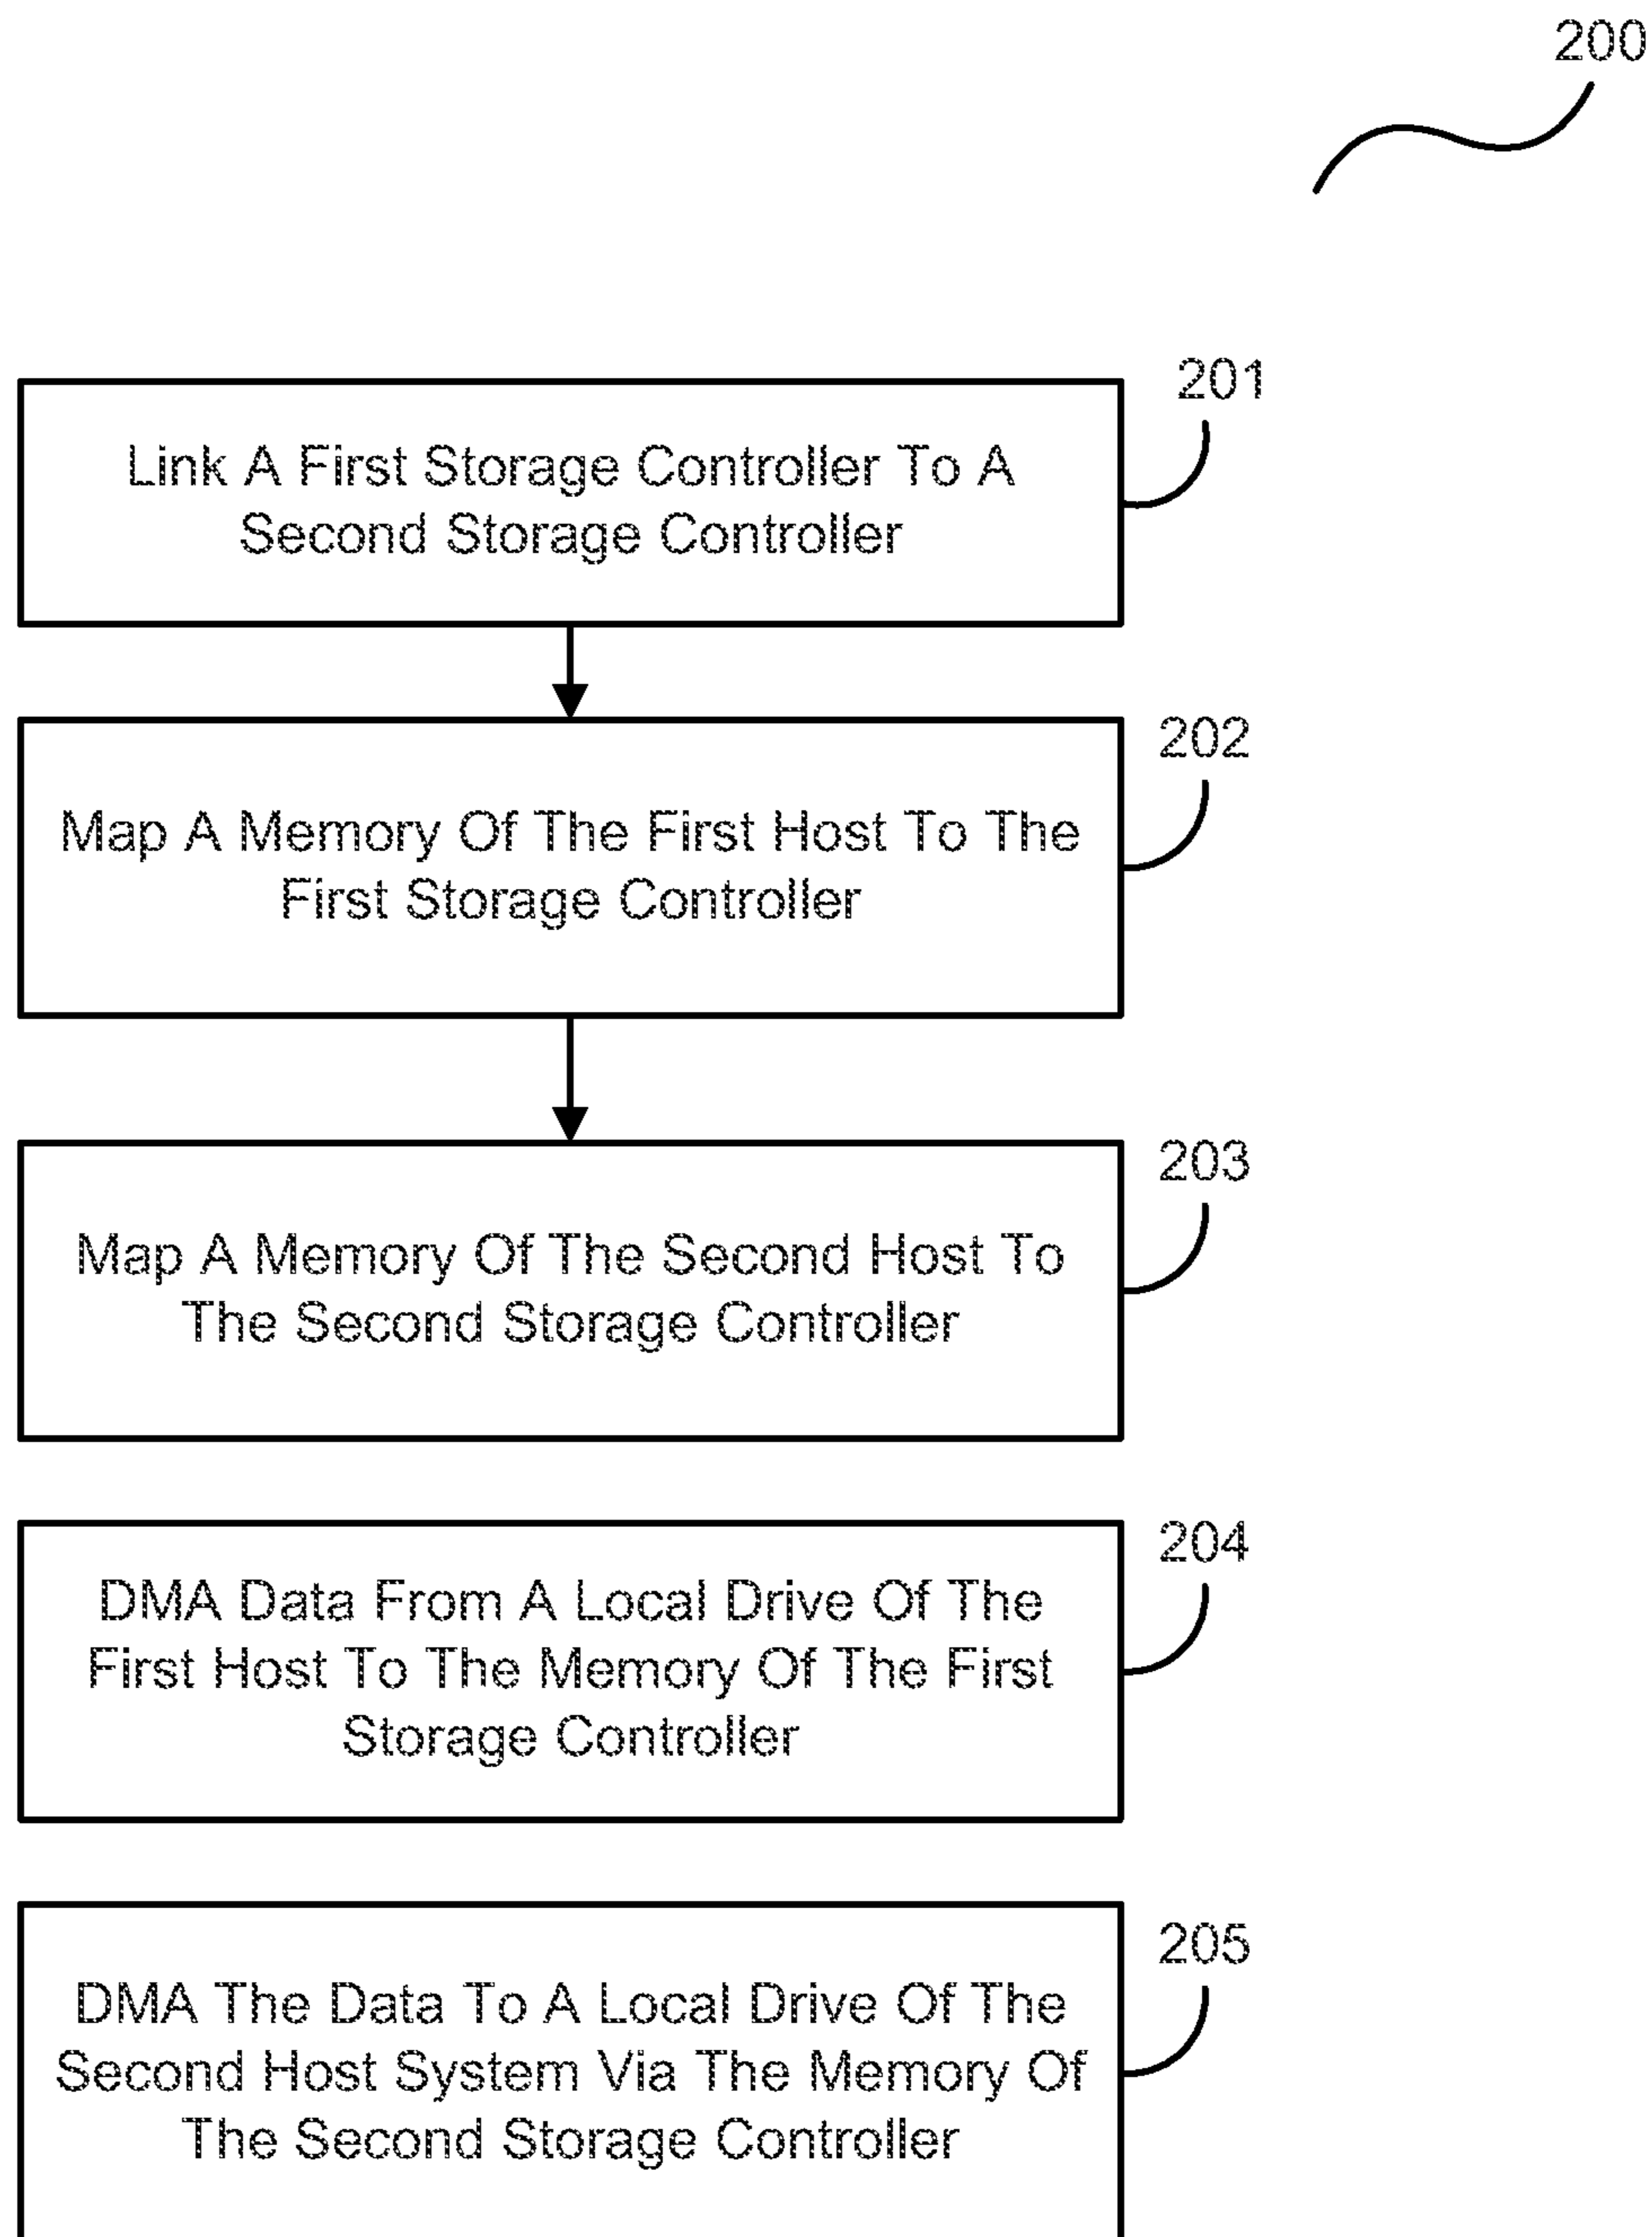 200
201
Link A First Storage Controller To A
Second Storage Controller
202
Map A Memory Of The First Host To The
First Storage Controller
203
Map A Memory Of The Second Host To
The Second Storage Controller
204
DMA Data From A Local Drive Of The
First Host To The Memory Of The First
Storage Controller
205
DMA The Data To A Local Drive Of The
Second Host System Via The Memory Of
The Second Storage Controller